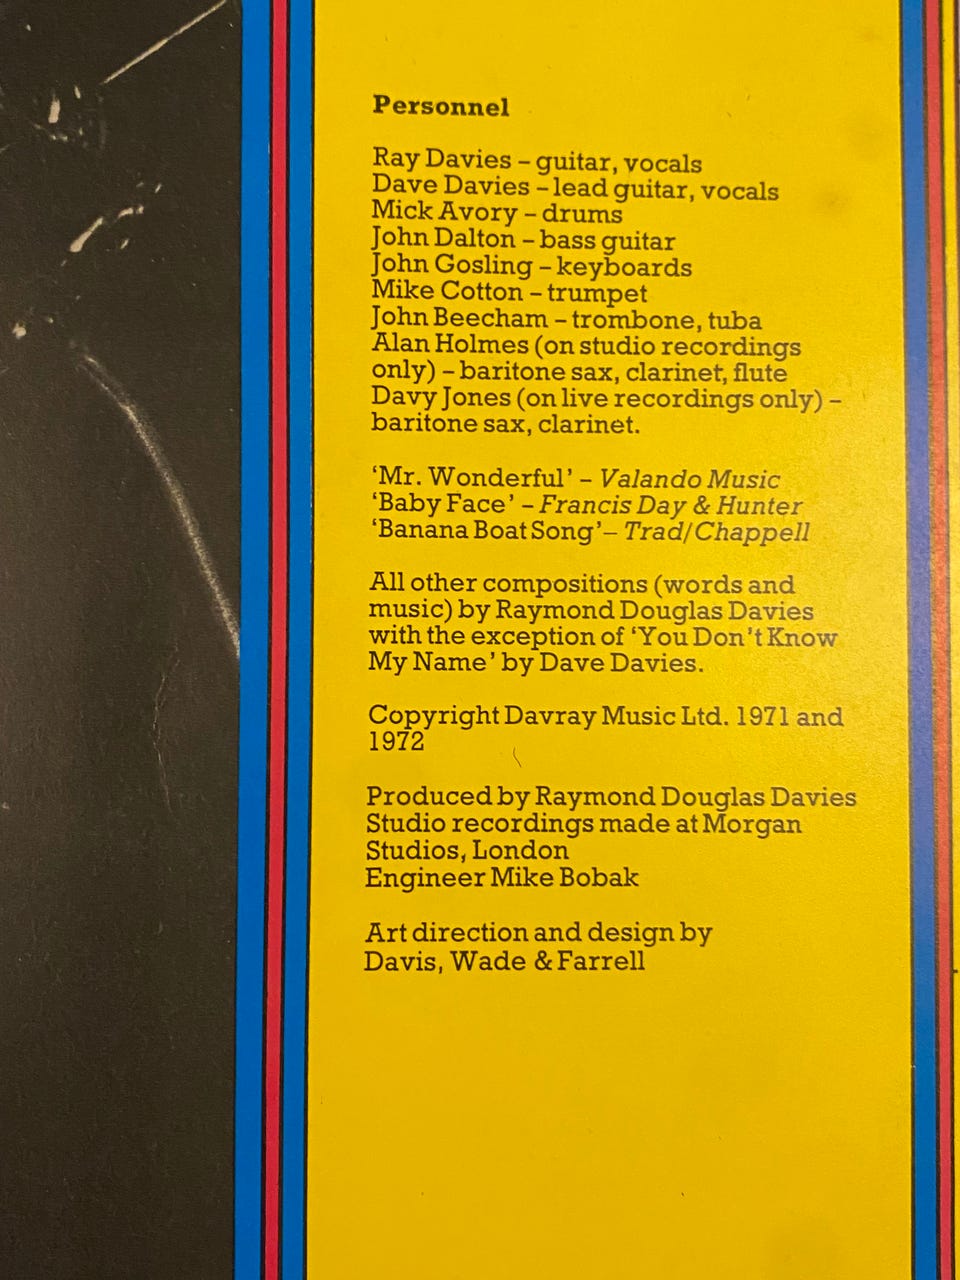 Personnel
Ray Davies – guitar, vocals
Dave Davies – lead guitar, vocals
Mick Avory – drums
John Dalton – bass guitar
John Gosling – keyboards
Mike Cotton – trumpet
John Beecham – trombone, tuba
Alan Holmes (on studio recordings
only) – baritone sax, clarinet, flute
Davy Jones (on live recordings only) –
baritone sax, clarinet.
‘Mr. Wonderful’ – Valando Music
‘Baby Face’ – Francis Day & Hunter
‘Banana Boat Song’ – Trad/Chappell
All other compositions (words and
music) by Raymond Douglas Davies
with the exception of ‘You Don’t Know
My Name’ by Dave Davies.
Copyright Davray Music Ltd. 1971 and
1972
Produced by Raymond Douglas Davies
Studio recordings made at Morgan
Studios, London
Engineer Mike Bobak
Art direction and design by
Davis, Wade & Farrell